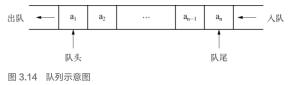 出队 a₁ a₂ … aₙ₋₁ aₙ 入队
队头 队尾
图 3.14 队列示意图